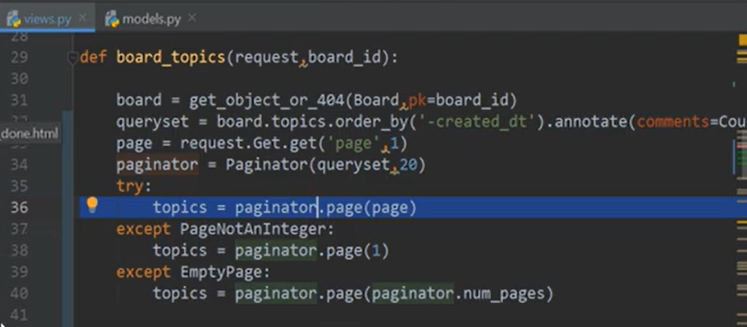 views.py
models.py
28
29 def board_topics(request,board_id):
30
31 board = get_object_or_404(Board,pk=board_id)
queryset = board.topics.order_by('-created_dt').annotate(comments=Cou
done.html
page = request.Get.get('page',1)
34 paginator = Paginator(queryset,20)
35 try:
36 topics = paginator.page(page)
37 except PageNotAnInteger:
38 topics = paginator.page(1)
39 except EmptyPage:
40 topics = paginator.page(paginator.num_pages)
41